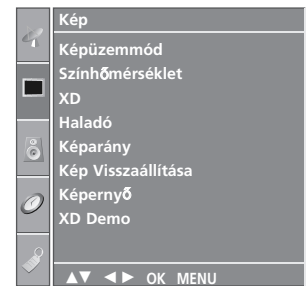 Kép
Képüzemmód
Színhőmérséklet
XD
Haladó
Képarány
Kép Visszaállítása
Képernyő
XD Demo
▲▼ ◄► OK MENU